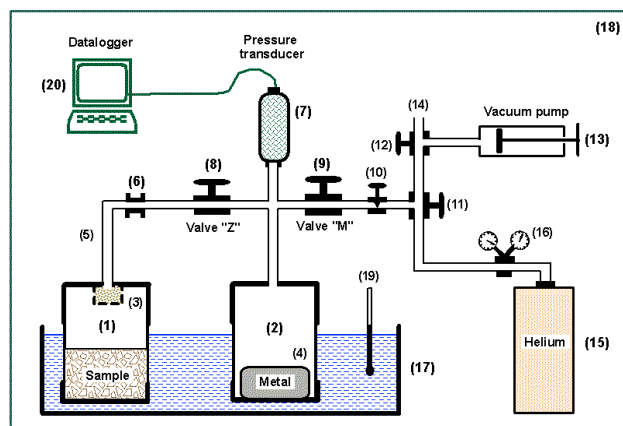 (18)
Datalogger
(20)
Pressure
transducer
(7)
(14)
Vacuum pump
(12)
(13)
(8)
(9)
(10)
(6)
(11)
Valve "Z"
Valve "M"
(5)
(16)
(19)
(3)
(1)
(2)
(4)
Helium
(15)
(17)
Sample
Metal